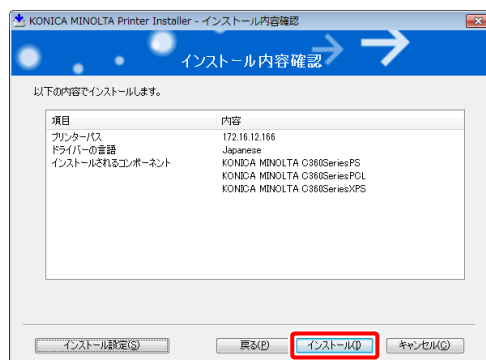 KONICA MINOLTA Printer Installer - インストール内容確認
インストール内容確認
以下の内容でインストールします。
項目 内容
プリンターパス 172.16.12.166
ドライバーの言語 Japanese
インストールされるコンポーネント KONICA MINOLTA C360SeriesPS
KONICA MINOLTA C360SeriesPCL
KONICA MINOLTA C360SeriesXPS
インストール設定(S) 戻る(P) インストール(I) キャンセル(C)